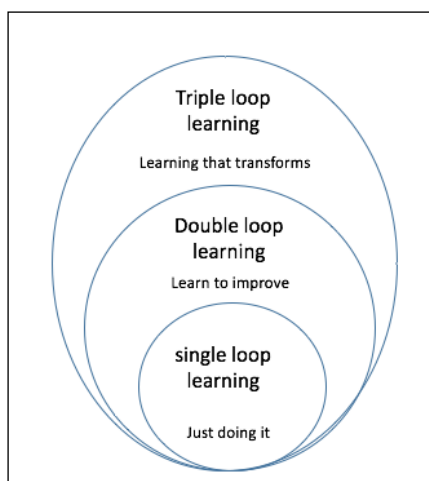 Triple loop
learning
Learning that transforms
Double loop
learning
Learn to improve
single loop
learning
Just doing it